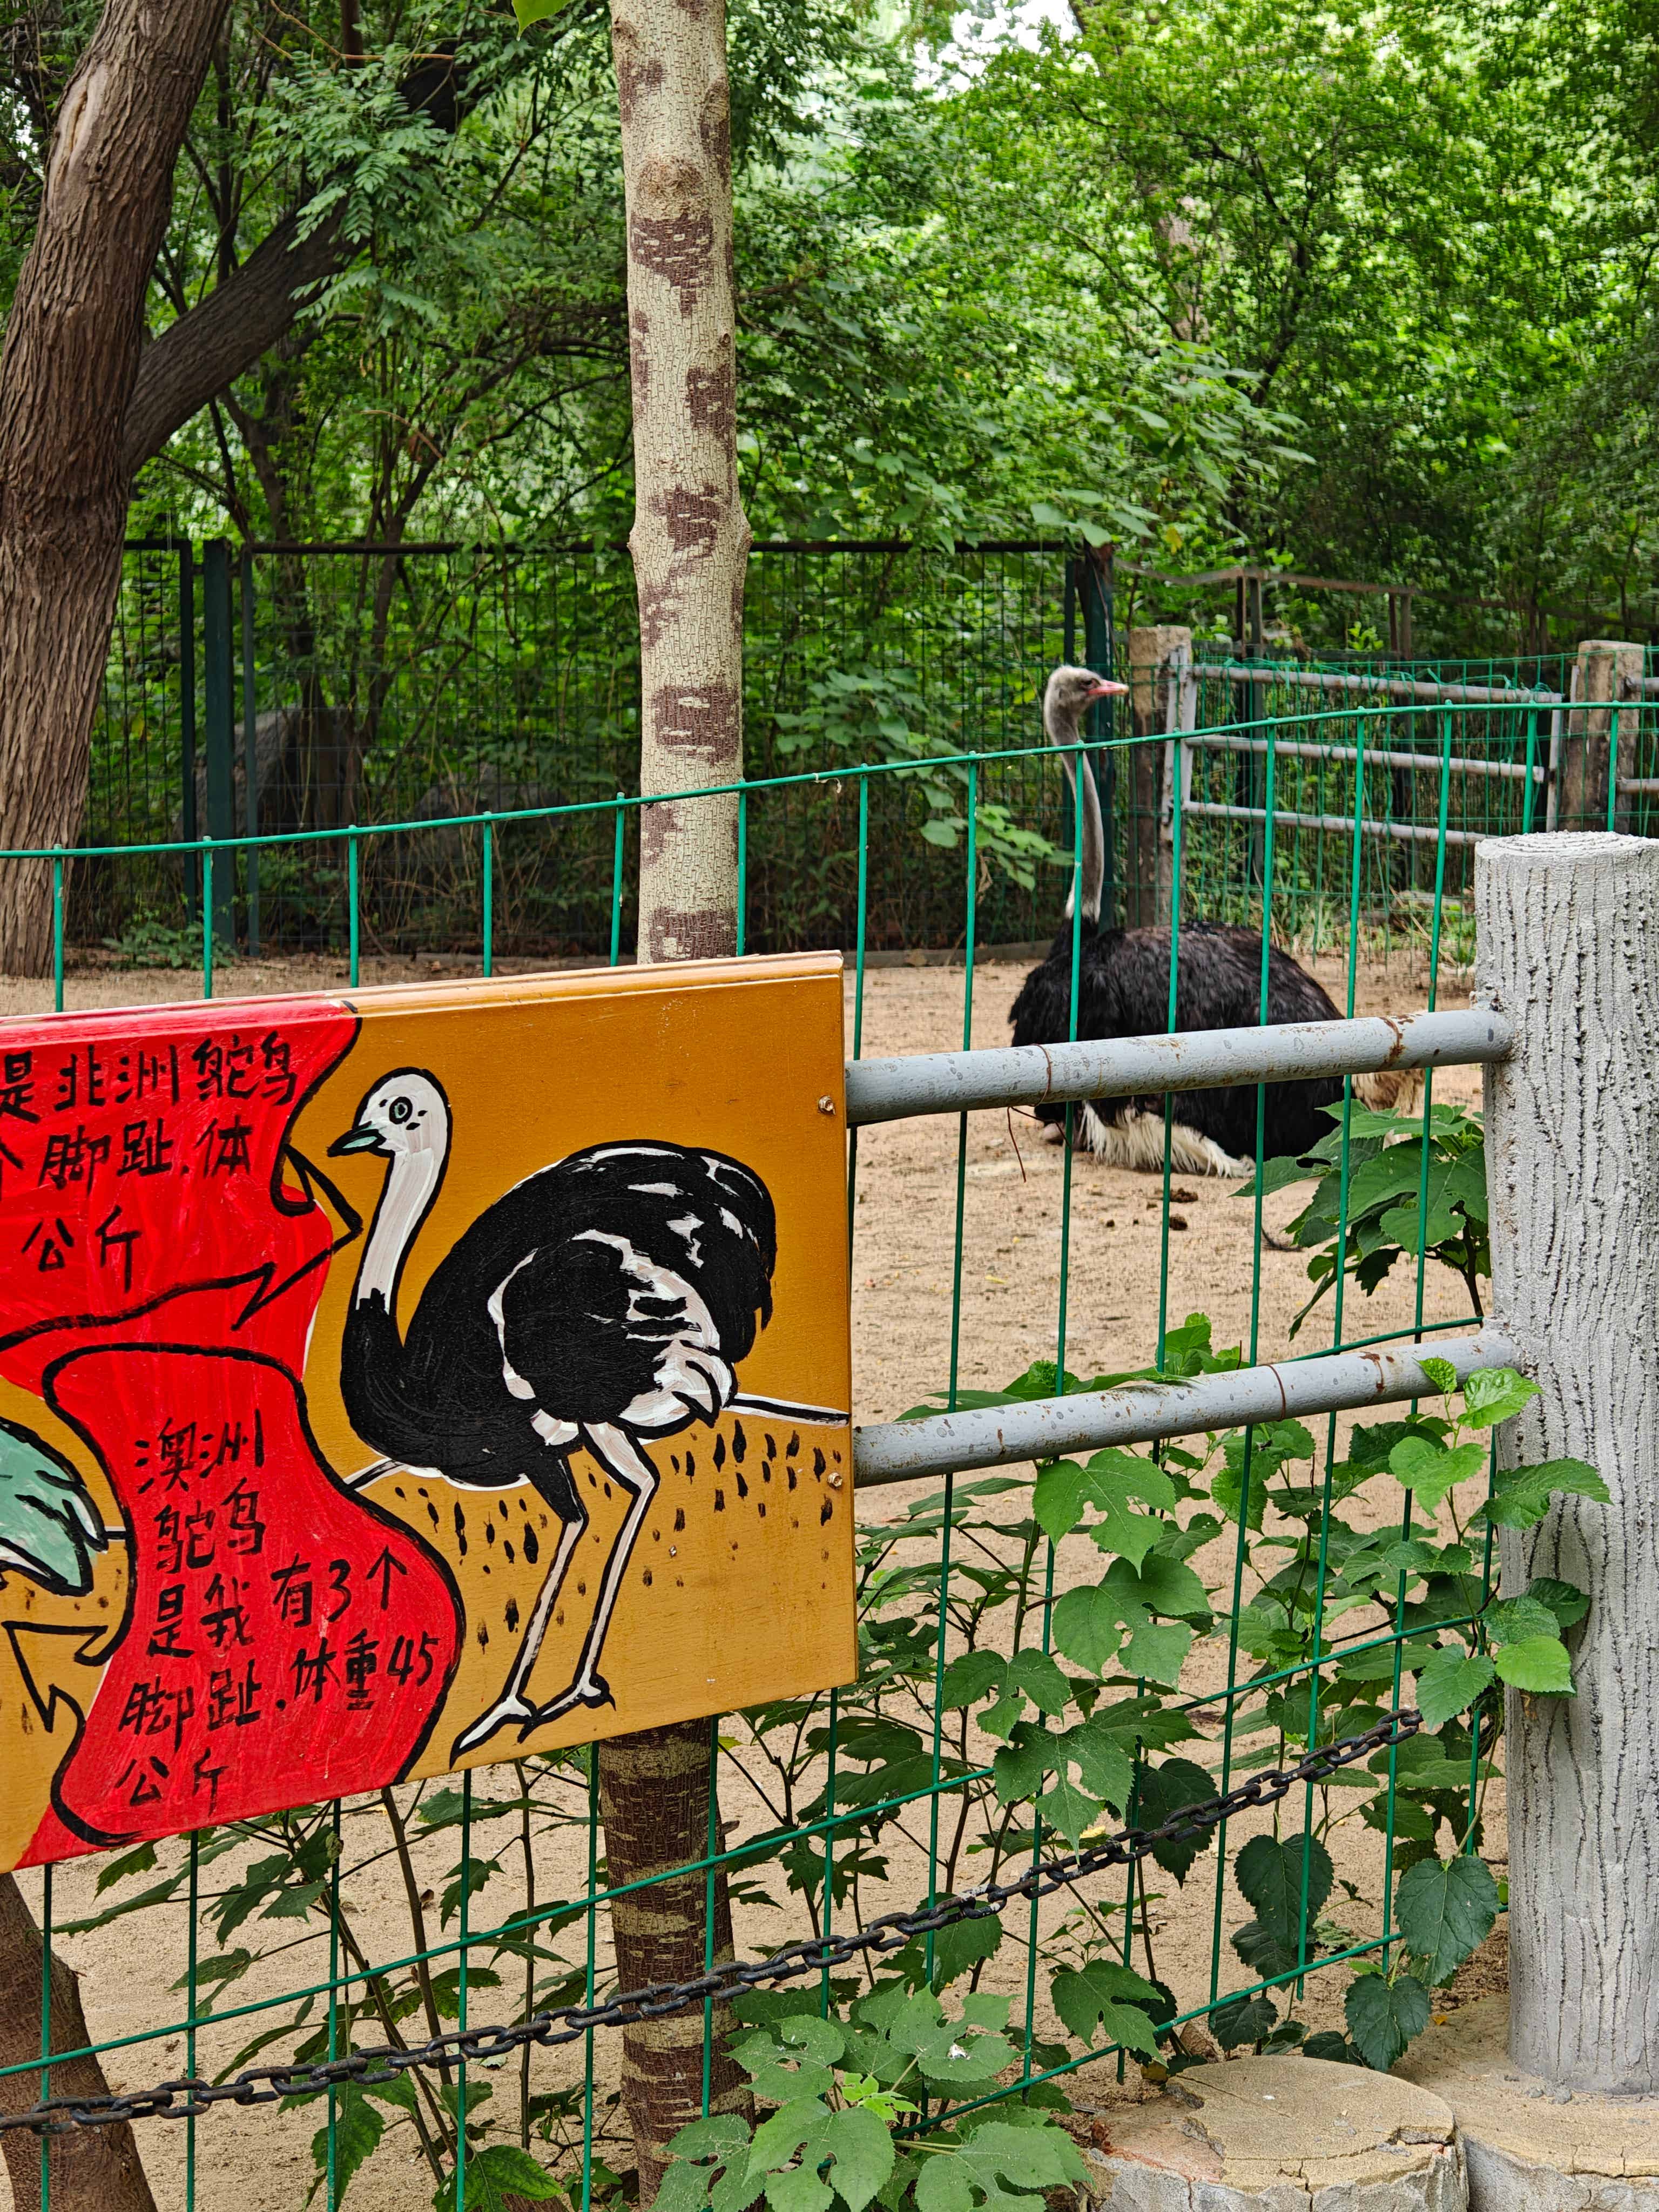 是非洲鸵鸟
个脚趾.体
公斤
澳洲
鸵鸟
是我有3个
脚趾.体重45
公斤